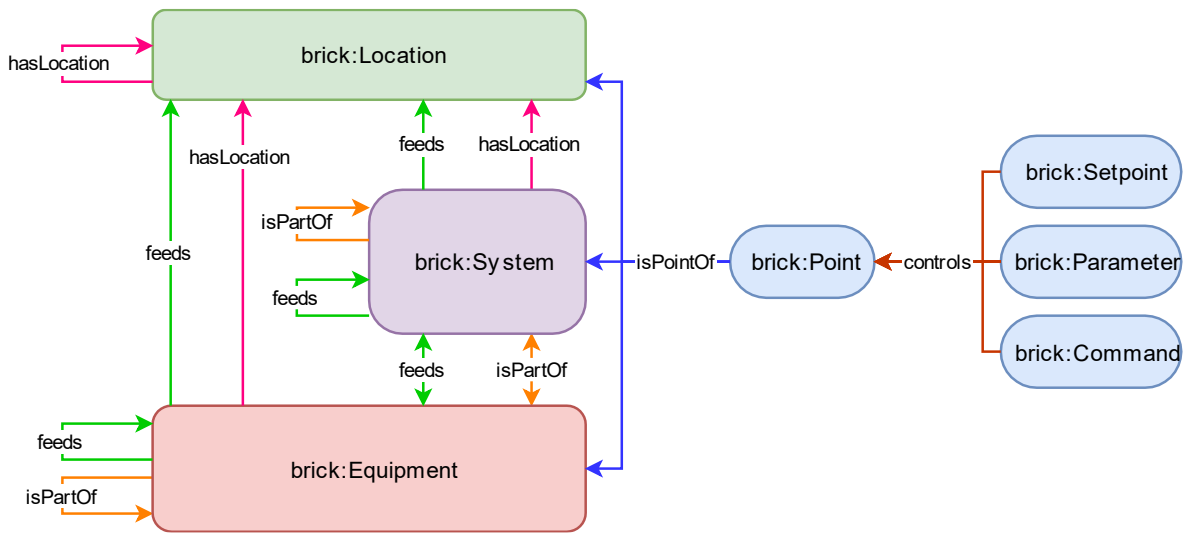 brick:Location
hasLocation
feeds
hasLocation
hasLocation
brick:Setpoint
isPartOf
feeds
brick:System
isPointOf
brick:Point
controls
brick:Parameter
feeds
brick:Command
feeds
isPartOf
feeds
brick:Equipment
isPartOf